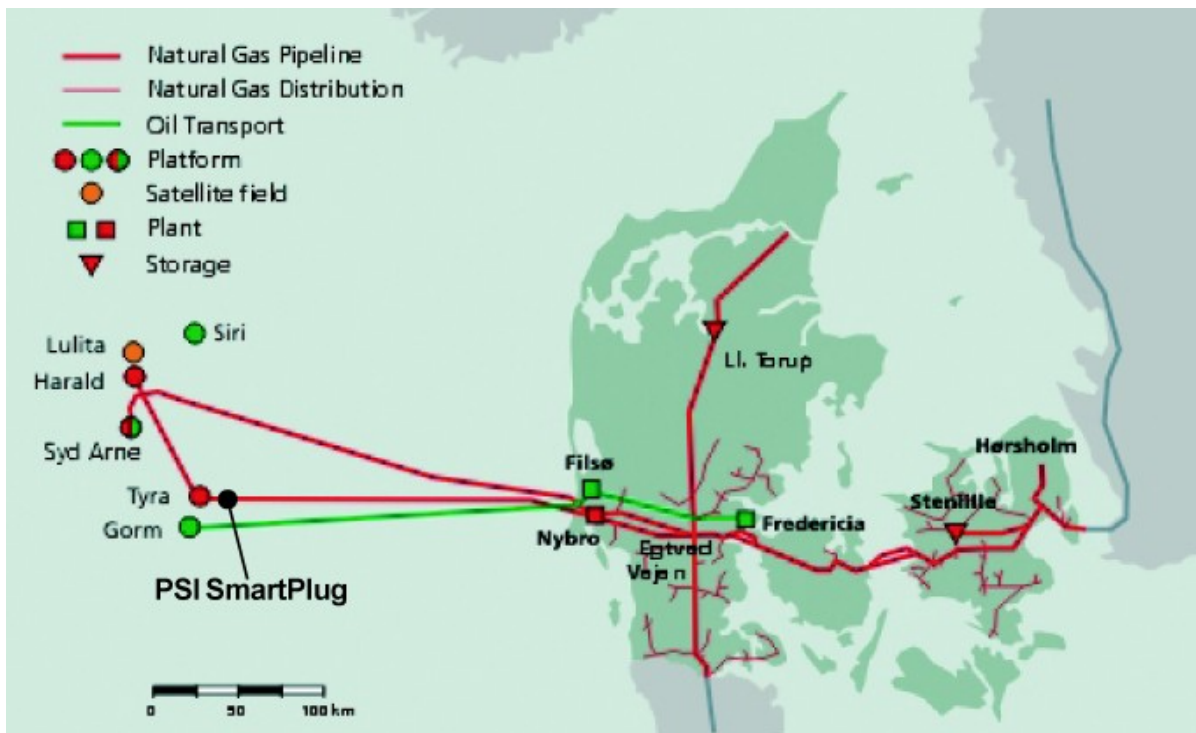 Natural Gas Pipeline
Natural Gas Distribution
Oil Transport
Platform
Satellite field
Plant
Storage
Siri
Lulita
Harald
Syd Arne
Tyra
Gorm
PSI SmartPlug
Ll. Torup
Filsø
Nybro
Egtved
Vejen
Fredericia
Stenlille
Hørsholm
0 50 100 km